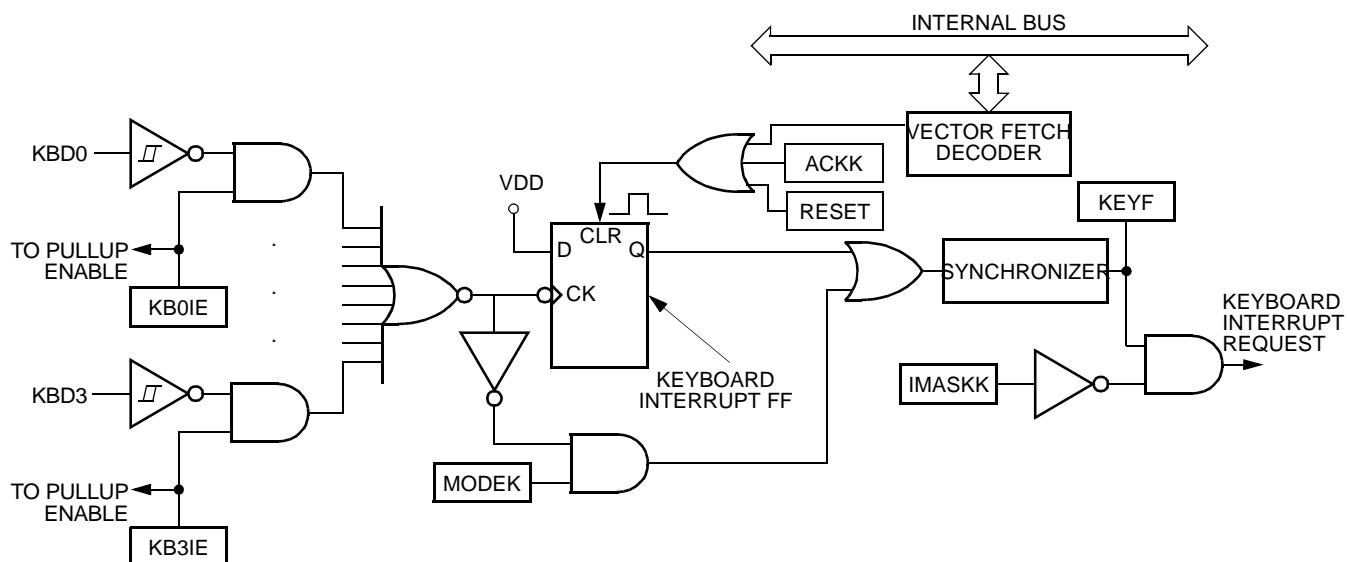 INTERNAL BUS
VECTOR FETCH
DECODER
ACKK
RESET
KBD0
VDD
CLR
D
Q
CK
KEYF
TO PULLUP
ENABLE
KB0IE
SYNCHRONIZER
KEYBOARD
INTERRUPT
REQUEST
KEYBOARD
INTERRUPT FF
IMASKK
KBD3
MODEK
TO PULLUP
ENABLE
KB3IE